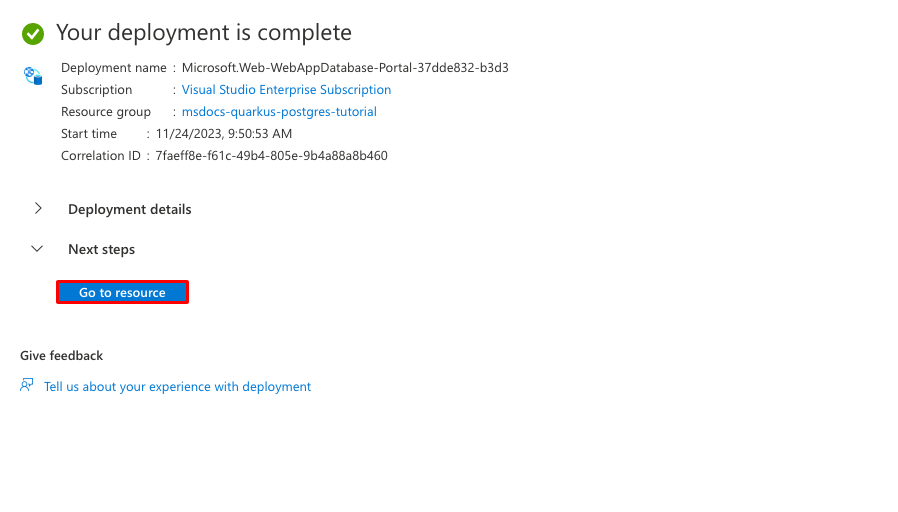 Your deployment is complete
Deployment name : Microsoft.Web-WebAppDatabase-Portal-37dde832-b3d3
Subscription : Visual Studio Enterprise Subscription
Resource group : msdocs-quarkus-postgres-tutorial
Start time : 11/24/2023, 9:50:53 AM
Correlation ID : 7faeff8e-f61c-49b4-805e-9b4a88a8b460
Deployment details
Next steps
Go to resource
Give feedback
Tell us about your experience with deployment